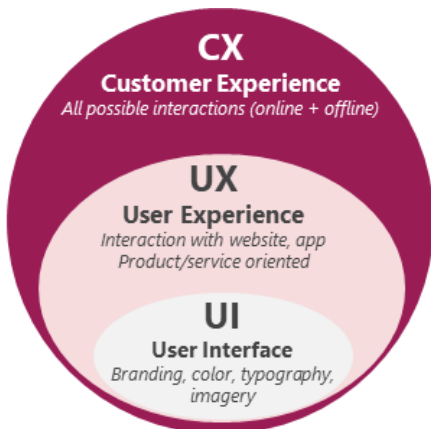 CX
Customer Experience
All possible interactions (online + offline)
UX
User Experience
Interaction with website, app
Product/service oriented
UI
User Interface
Branding, color, typography,
imagery